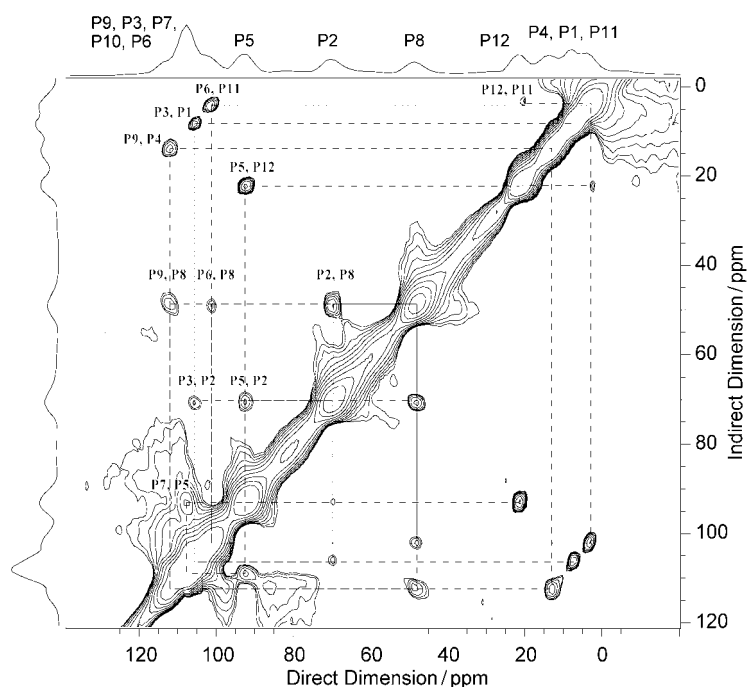 P9, P3, P7,
P10, P6
P5
P2
P8
P12
P4, P1, P11
P6, P11
P12, P11
P3, P1
P9, P4
P5, P12
P9, P8
P6, P8
P2, P8
P3, P2
P5, P2
P7, P5
0
20
40
60
80
100
120
Indirect Dimension / ppm
120
100
80
60
40
20
0
Direct Dimension / ppm